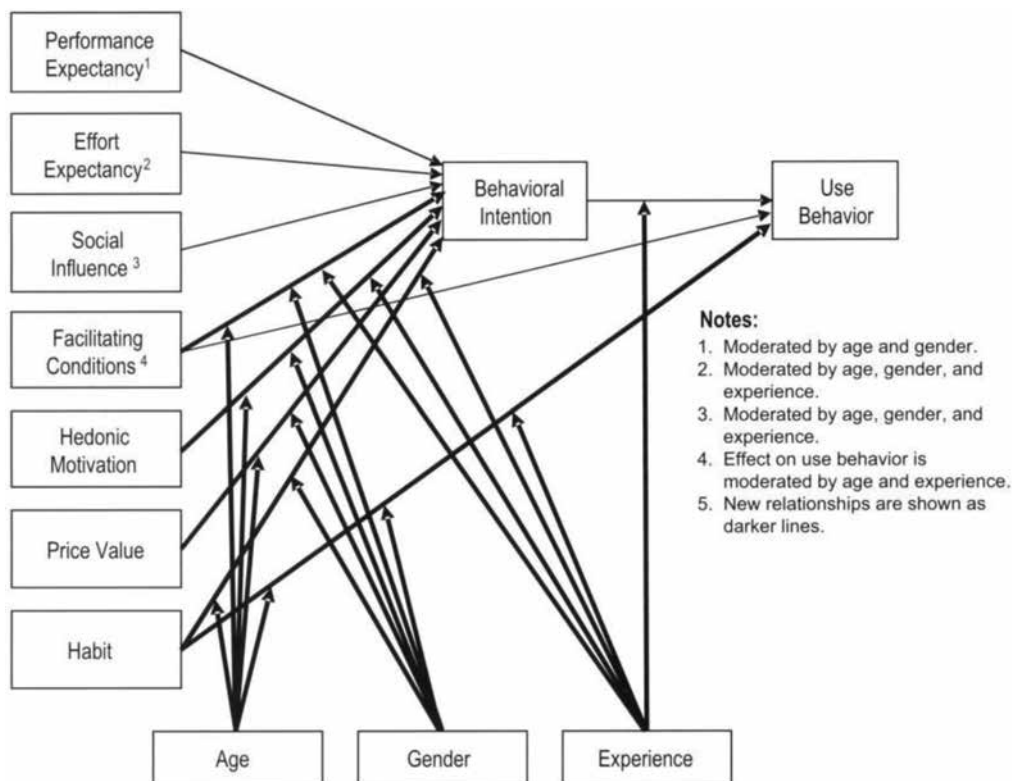 Performance
Expectancy1
Effort
Expectancy2
Social
Influence 3
Facilitating
Conditions 4
Hedonic
Motivation
Price Value
Habit
Behavioral
Intention
Use
Behavior
Notes:
1. Moderated by age and gender.
2. Moderated by age, gender, and
experience.
3. Moderated by age, gender, and
experience.
4. Effect on use behavior is
moderated by age and experience.
5. New relationships are shown as
darker lines.
Age
Gender
Experience